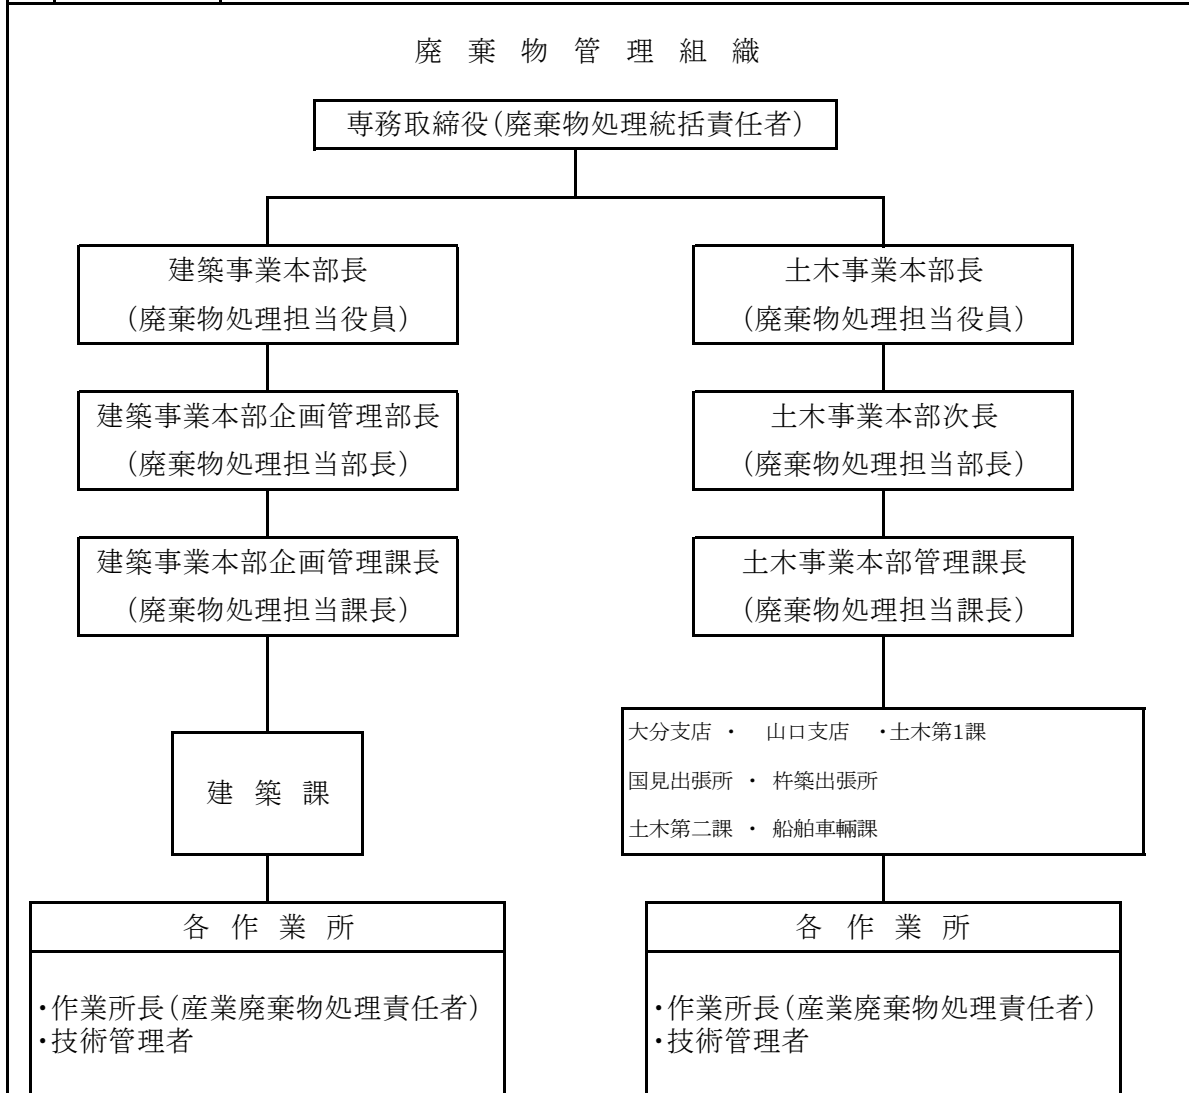 廃棄物管理組織
専務取締役(廃棄物処理統括責任者)
建築事業本部長
(廃棄物処理担当役員)
土木事業本部長
(廃棄物処理担当役員)
建築事業本部企画管理部長
(廃棄物処理担当部長)
土木事業本部次長
(廃棄物処理担当部長)
建築事業本部企画管理課長
(廃棄物処理担当課長)
土木事業本部管理課長
(廃棄物処理担当課長)
建築課
大分支店 ・ 山口支店 ・土木第1課
国見出張所 ・ 杵築出張所
土木第二課 ・ 船舶車輛課
各作業所
・作業所長(産業廃棄物処理責任者)
・技術管理者
各作業所
・作業所長(産業廃棄物処理責任者)
・技術管理者